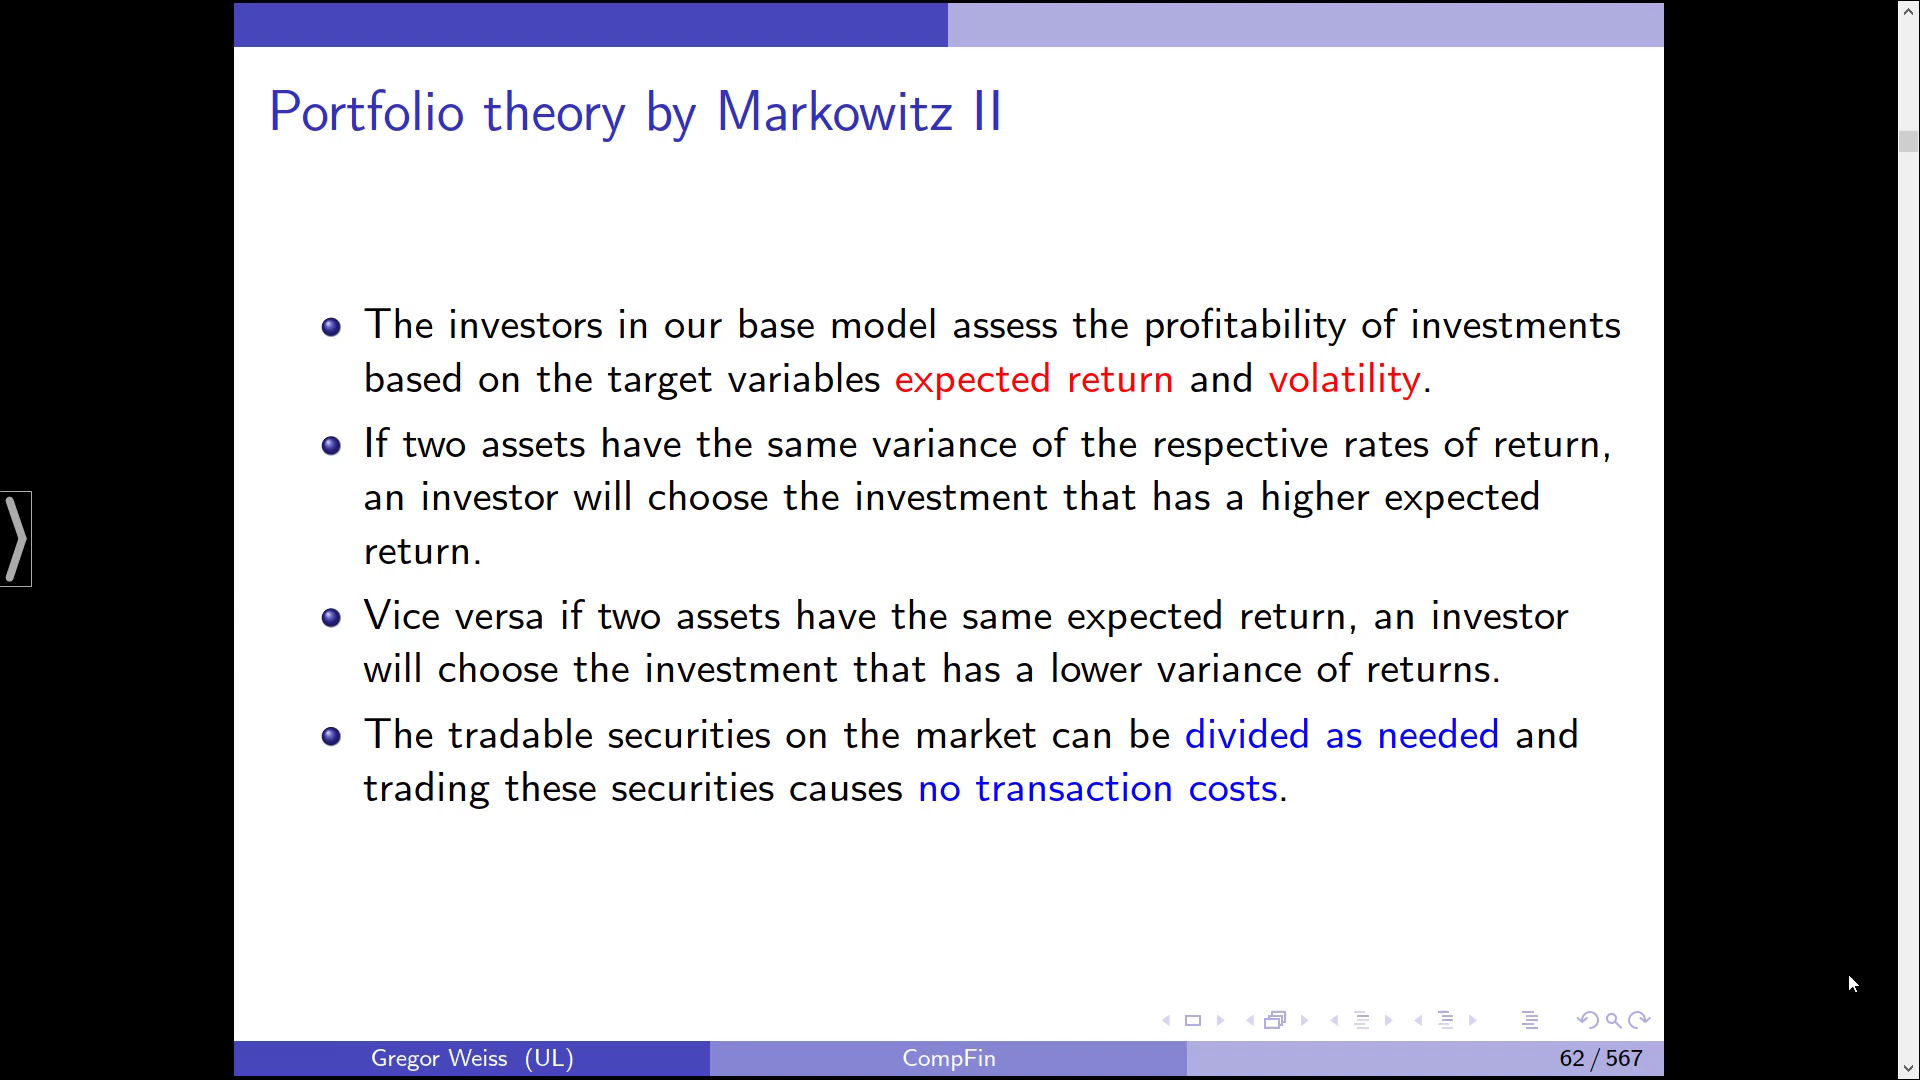 Portfolio theory by Markowitz II
The investors in our base model assess the profitability of investments
based on the target variables expected return and volatility.
If two assets have the same variance of the respective rates of return,
an investor will choose the investment that has a higher expected
return.
Vice versa if two assets have the same expected return, an investor
will choose the investment that has a lower variance of returns.
The tradable securities on the market can be divided as needed and
trading these securities causes no transaction costs.
Gregor Weiss (UL) CompFin 62 / 567